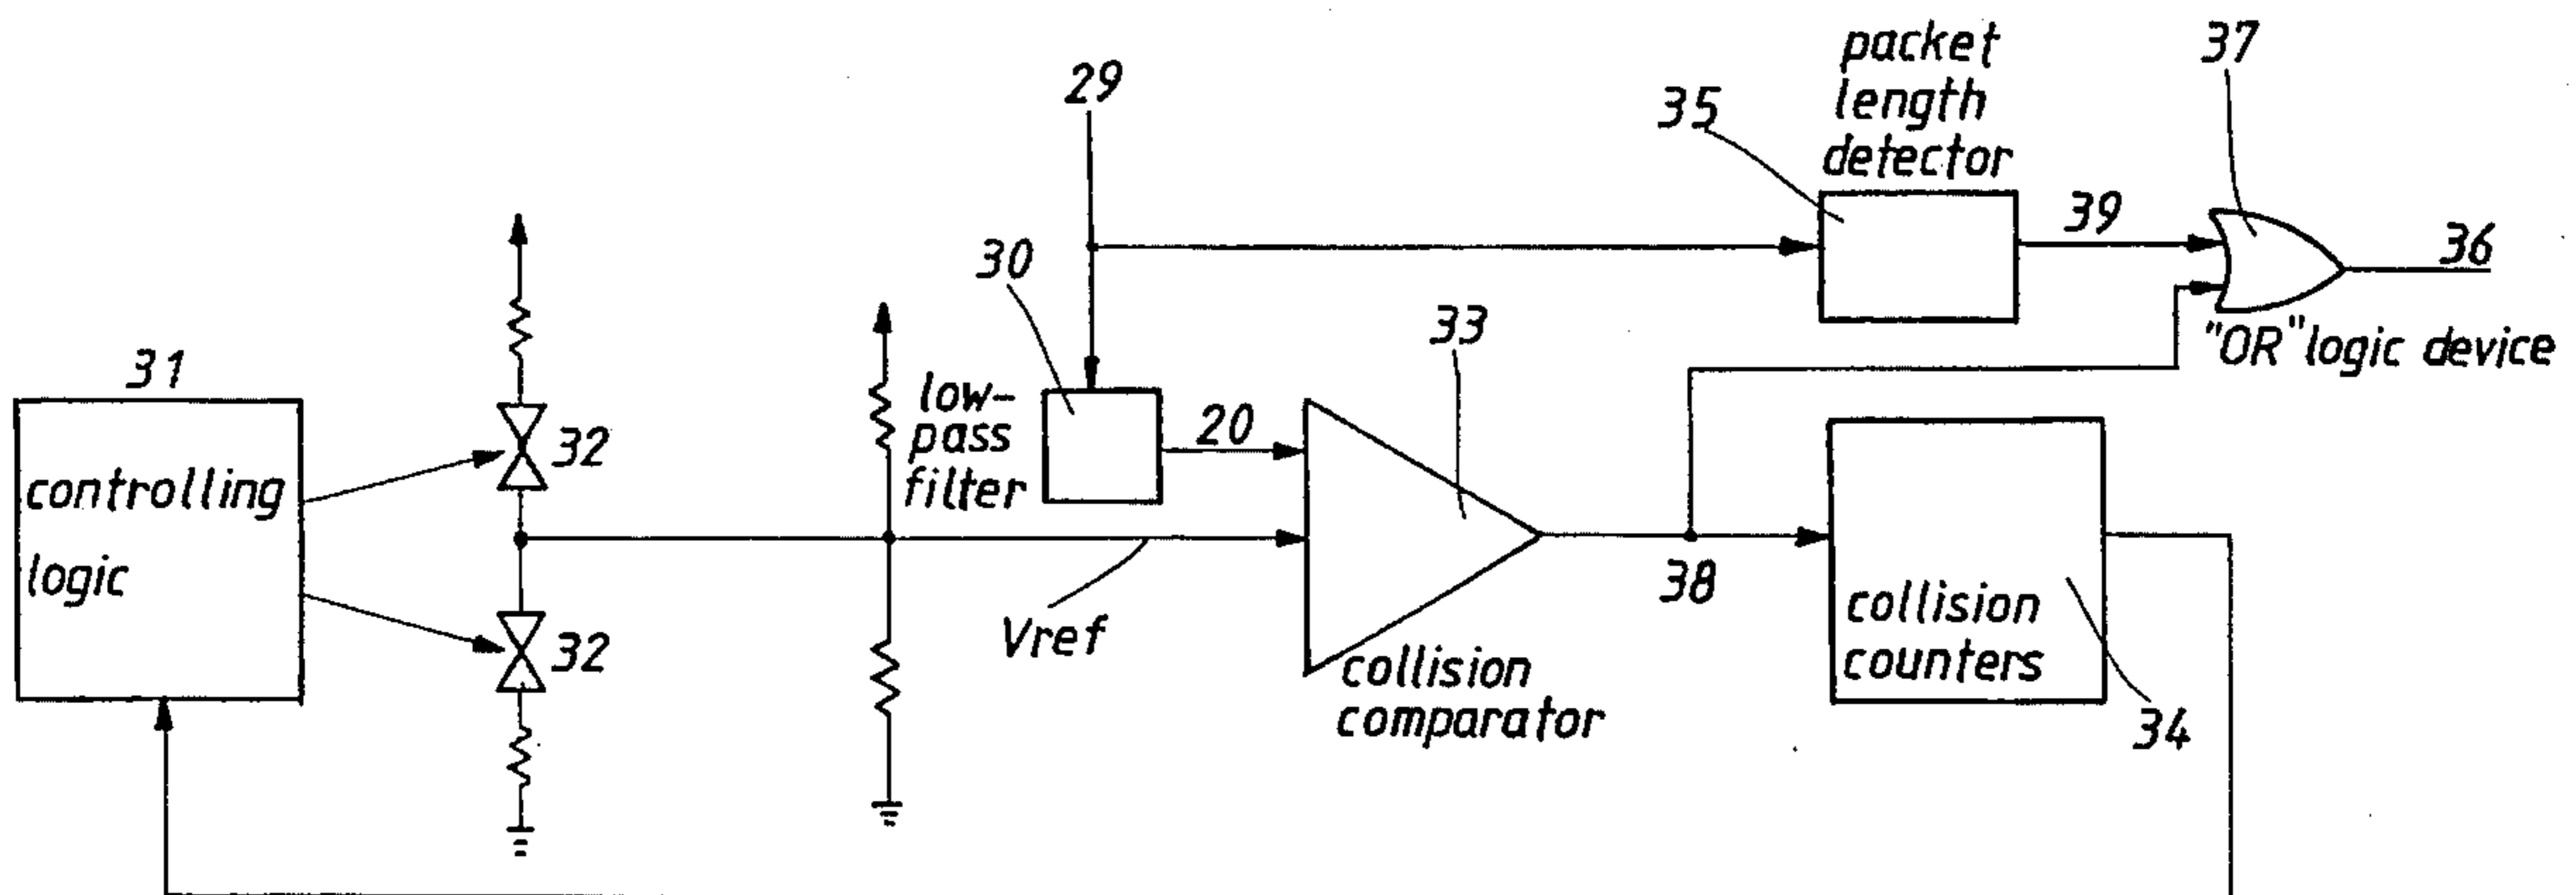 29
packet
length
detector
37
35
39
36
30
33
"OR" logic device
31
low-
pass
filter
20
32
controlling
logic
38
collision
counters
32
Vref
collision
comparator
34